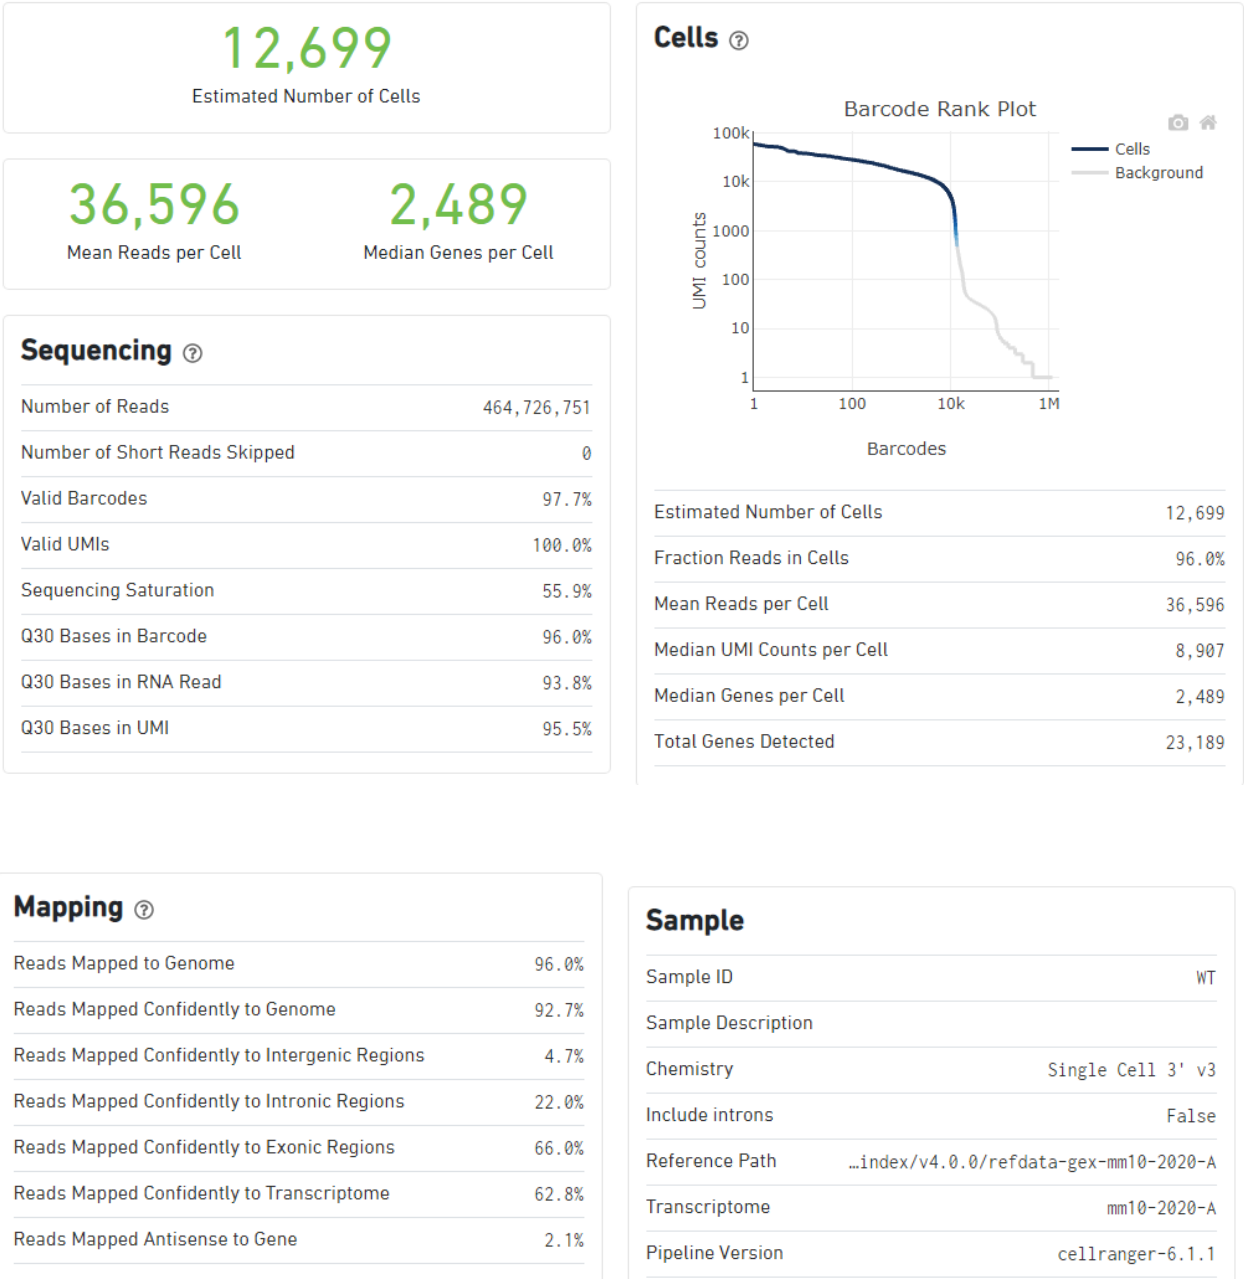 12,699
Estimated Number of Cells
36,596
Mean Reads per Cell
2,489
Median Genes per Cell
Sequencing ?
Number of Reads 464,726,751
Number of Short Reads Skipped 0
Valid Barcodes 97.7%
Valid UMIs 100.0%
Sequencing Saturation 55.9%
Q30 Bases in Barcode 96.0%
Q30 Bases in RNA Read 93.8%
Q30 Bases in UMI 95.5%
Cells ?
Barcode Rank Plot
Cells
Background
UMI counts
100k
10k
1000
100
10
1
1 100 10k 1M
Barcodes
Estimated Number of Cells 12,699
Fraction Reads in Cells 96.0%
Mean Reads per Cell 36,596
Median UMI Counts per Cell 8,907
Median Genes per Cell 2,489
Total Genes Detected 23,189
Mapping ?
Reads Mapped to Genome 96.0%
Reads Mapped Confidently to Genome 92.7%
Reads Mapped Confidently to Intergenic Regions 4.7%
Reads Mapped Confidently to Intronic Regions 22.0%
Reads Mapped Confidently to Exonic Regions 66.0%
Reads Mapped Confidently to Transcriptome 62.8%
Reads Mapped Antisense to Gene 2.1%
Sample
Sample ID WT
Sample Description
Chemistry Single Cell 3' v3
Include introns False
Reference Path …index/v4.0.0/refdata-gex-mm10-2020-A
Transcriptome mm10-2020-A
Pipeline Version cellranger-6.1.1